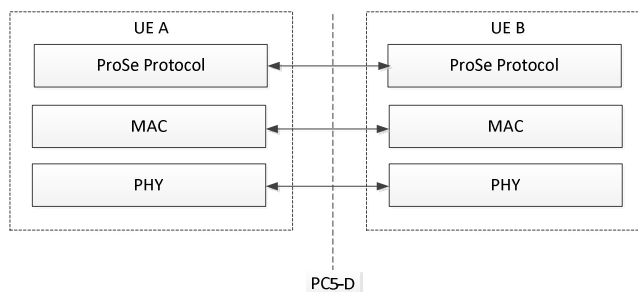 UE A
UE B
ProSe Protocol
ProSe Protocol
MAC
MAC
PHY
PHY
PC5-D